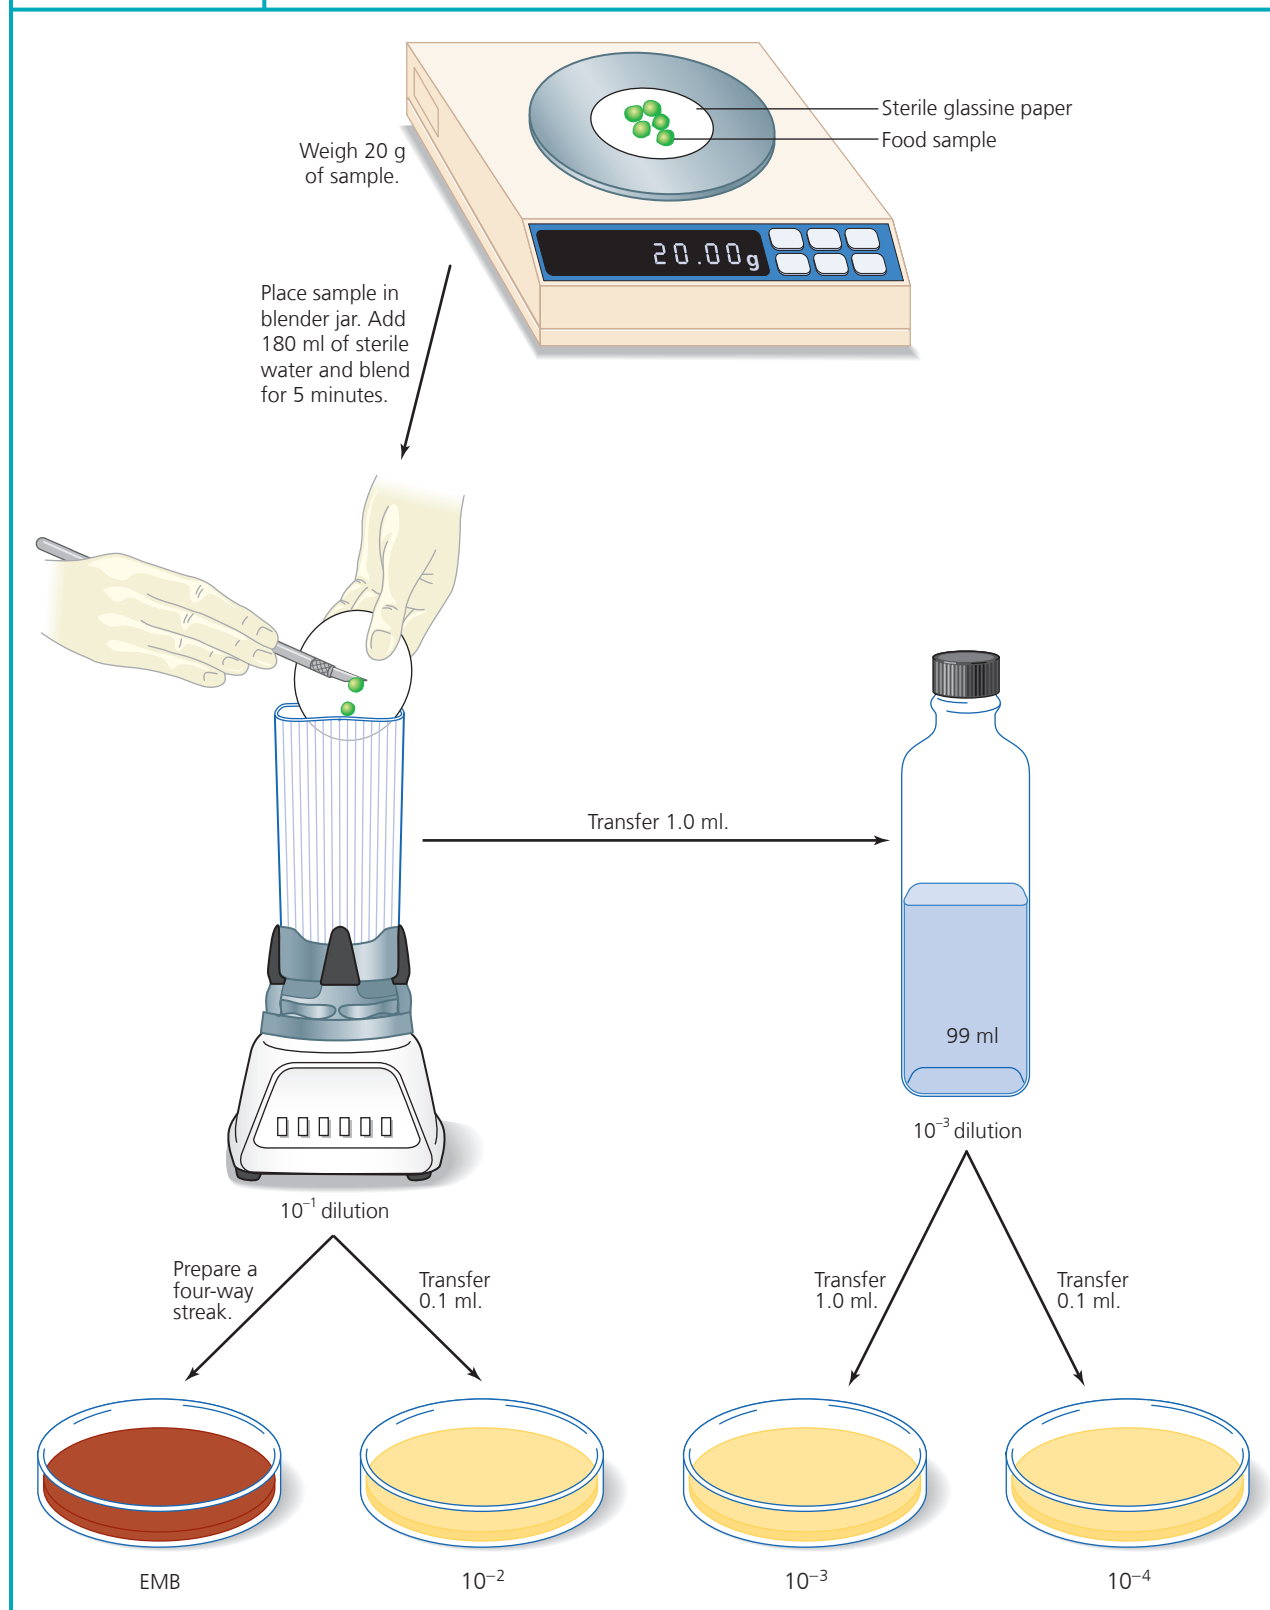 Sterile glassine paper
Food sample
Weigh 20 g
of sample.
20.00g
Place sample in
blender jar. Add
180 ml of sterile
water and blend
for 5 minutes.
Transfer 1.0 ml.
99 ml
10⁻³ dilution
10⁻¹ dilution
Prepare a
four-way
streak.
Transfer
0.1 ml.
Transfer
1.0 ml.
Transfer
0.1 ml.
EMB
10⁻²
10⁻³
10⁻⁴